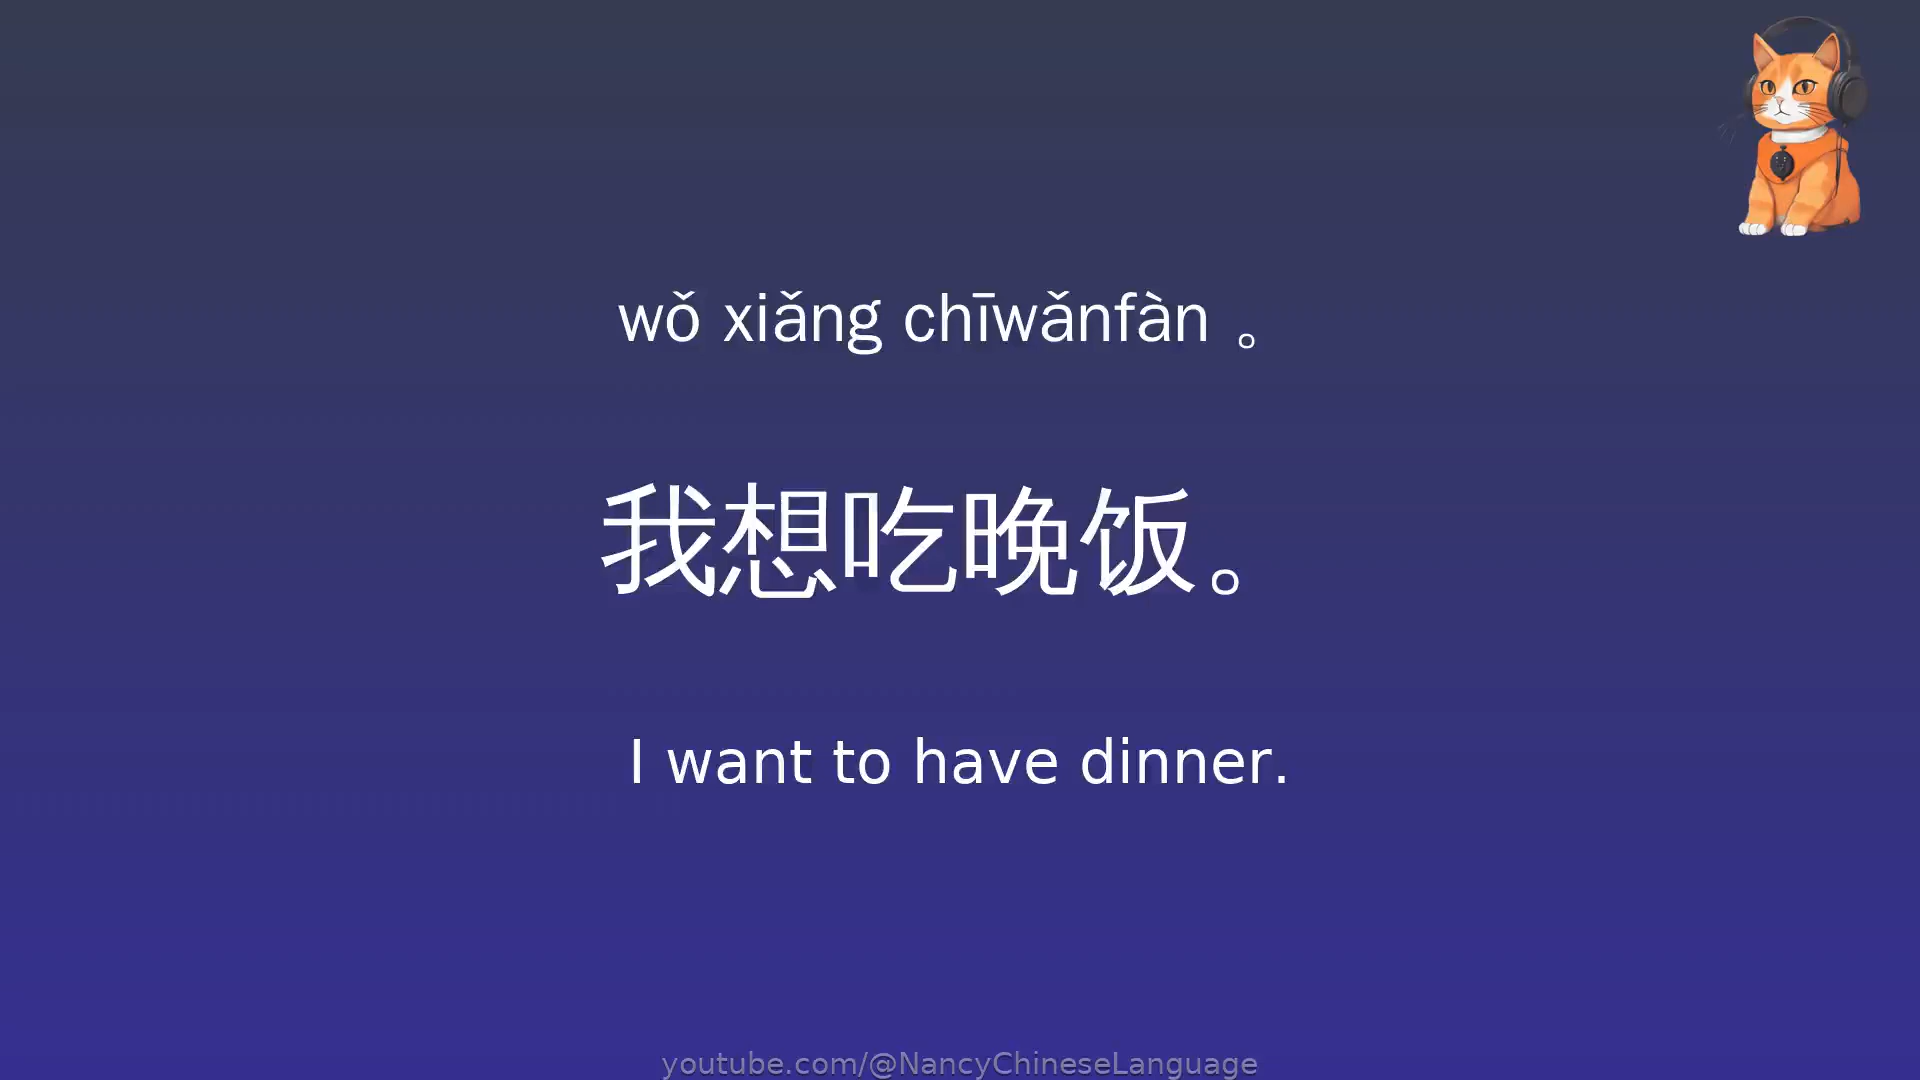 wǒ xiǎng chīwǎnfàn 。
我想吃晚饭。
I want to have dinner.
youtube.com/@NancyChineseLanguage